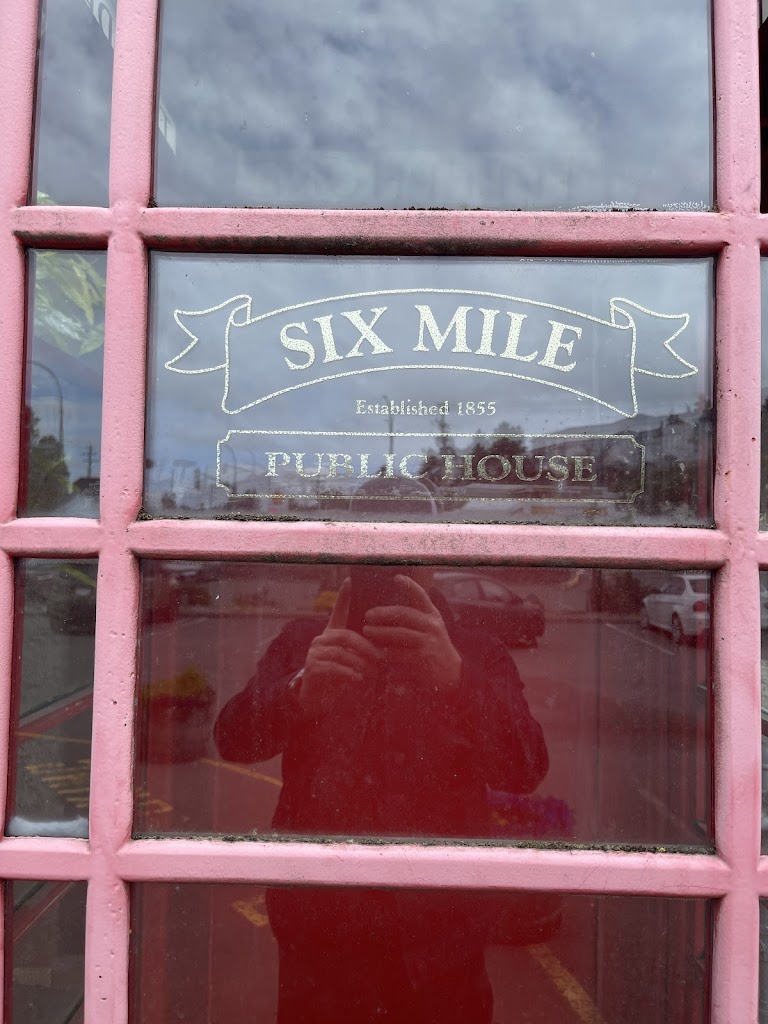 SIX MILE
Established 1855
PUBLIC HOUSE